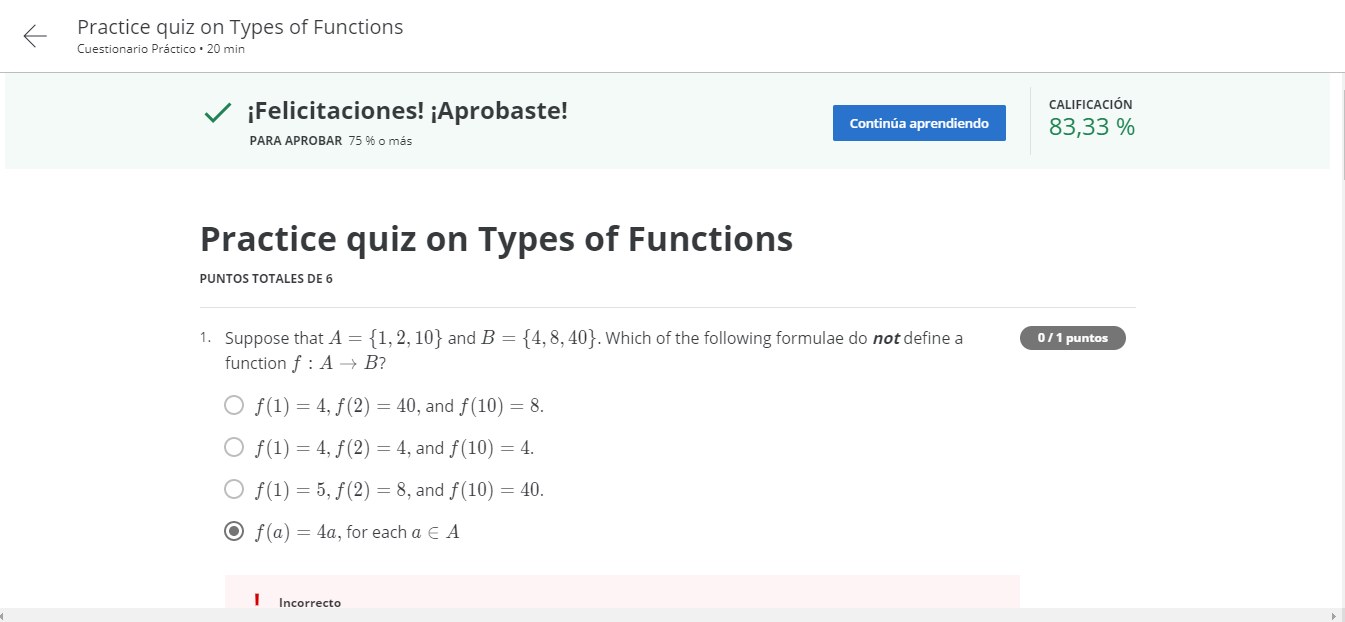 Practice quiz on Types of Functions
Cuestionario Práctico • 20 min
¡Felicitaciones! ¡Aprobaste!
PARA APROBAR 75 % o más
Continúa aprendiendo
CALIFICACIÓN
83,33 %
Practice quiz on Types of Functions
PUNTOS TOTALES DE 6
1. Suppose that A = {1, 2, 10} and B = {4, 8, 40}. Which of the following formulae do not define a
function f : A → B?
0 / 1 puntos
f(1) = 4, f(2) = 40, and f(10) = 8.
f(1) = 4, f(2) = 4, and f(10) = 4.
f(1) = 5, f(2) = 8, and f(10) = 40.
f(a) = 4a, for each a ∈ A
! Incorrecto